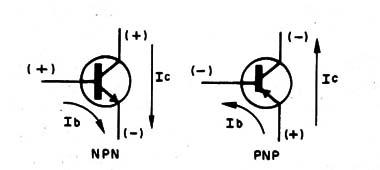 (+) (-)
(+) Ic (-) Ic
Ib (-) Ib (+)
NPN PNP